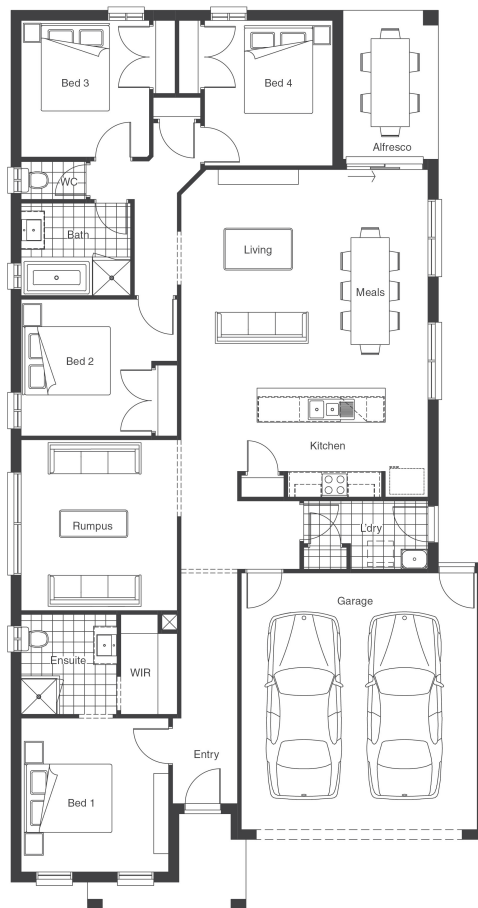 Bed 3
Bed 4
Alfresco
WC
Bath
Living
Meals
Bed 2
Kitchen
Rumpus
L'dry
Garage
Ensuite
WIR
Entry
Bed 1